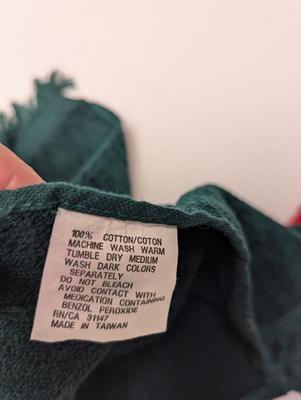 100% COTTON/COTON
MACHINE WASH WARM
TUMBLE DRY MEDIUM
WASH DARK COLORS
SEPARATELY
DO NOT BLEACH
AVOID CONTACT WITH
MEDICATION CONTAINING
BENZOL PEROXIDE
RN/CA 31147
MADE IN TAIWAN